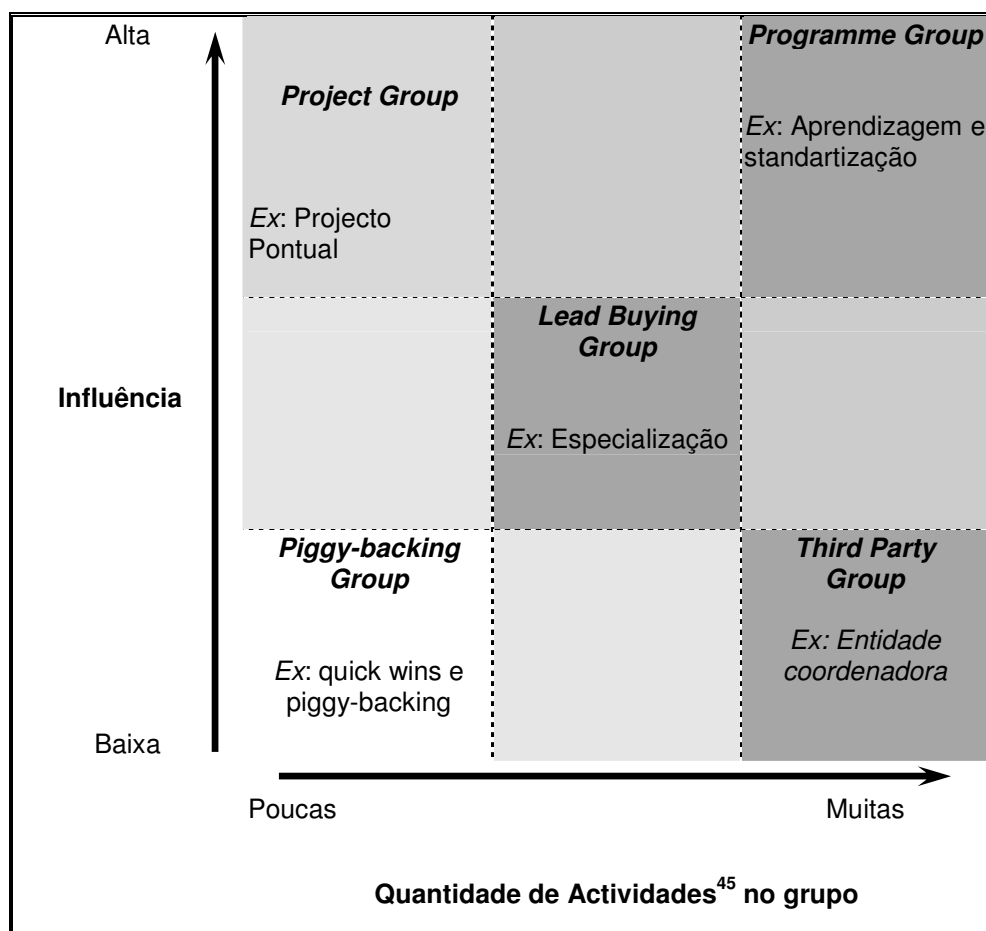 Alta
Programme Group
Project Group
Ex: Aprendizagem e
standartização
Ex: Projecto
Pontual
Lead Buying
Group
Influência
Ex: Especialização
Piggy-backing
Group
Third Party
Group
Ex: Entidade
coordenadora
Ex: quick wins e
piggy-backing
Baixa
Poucas
Muitas
Quantidade de Actividades45 no grupo